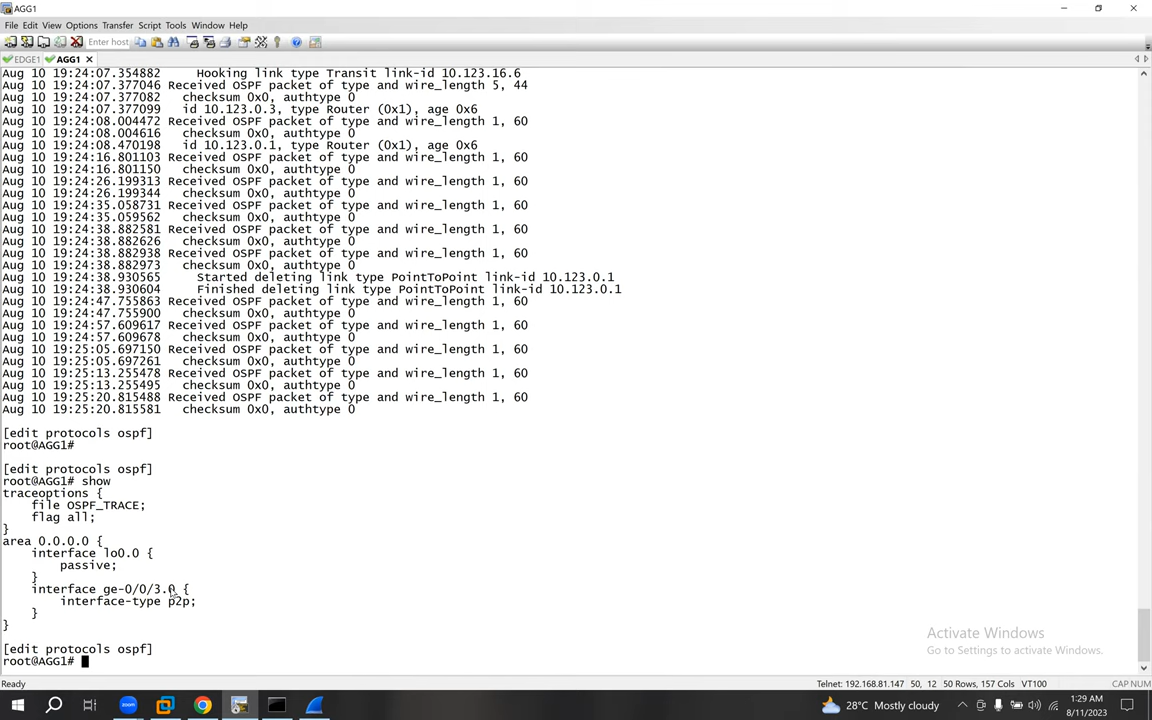 AGG1
File Edit View Options Transfer Script Tools Window Help
Enter host
EDGE1 AGG1
Aug 10 19:24:07.354882 Hooking link type Transit link-id 10.123.16.6
Aug 10 19:24:07.377046 Received OSPF packet of type and wire_length 5, 44
Aug 10 19:24:07.377082 checksum 0x0, authtype 0
Aug 10 19:24:07.377099 id 10.123.0.3, type Router (0x1), age 0x6
Aug 10 19:24:08.004472 Received OSPF packet of type and wire_length 1, 60
Aug 10 19:24:08.004616 checksum 0x0, authtype 0
Aug 10 19:24:08.470198 id 10.123.0.1, type Router (0x1), age 0x6
Aug 10 19:24:16.801103 Received OSPF packet of type and wire_length 1, 60
Aug 10 19:24:16.801150 checksum 0x0, authtype 0
Aug 10 19:24:26.199313 Received OSPF packet of type and wire_length 1, 60
Aug 10 19:24:26.199344 checksum 0x0, authtype 0
Aug 10 19:24:35.058731 Received OSPF packet of type and wire_length 1, 60
Aug 10 19:24:35.059562 checksum 0x0, authtype 0
Aug 10 19:24:38.882581 Received OSPF packet of type and wire_length 1, 60
Aug 10 19:24:38.882626 checksum 0x0, authtype 0
Aug 10 19:24:38.882938 Received OSPF packet of type and wire_length 1, 60
Aug 10 19:24:38.882973 checksum 0x0, authtype 0
Aug 10 19:24:38.930565 Started deleting link type PointToPoint link-id 10.123.0.1
Aug 10 19:24:38.930604 Finished deleting link type PointToPoint link-id 10.123.0.1
Aug 10 19:24:47.755863 Received OSPF packet of type and wire_length 1, 60
Aug 10 19:24:47.755900 checksum 0x0, authtype 0
Aug 10 19:24:57.609617 Received OSPF packet of type and wire_length 1, 60
Aug 10 19:24:57.609678 checksum 0x0, authtype 0
Aug 10 19:25:05.697150 Received OSPF packet of type and wire_length 1, 60
Aug 10 19:25:05.697261 checksum 0x0, authtype 0
Aug 10 19:25:13.255478 Received OSPF packet of type and wire_length 1, 60
Aug 10 19:25:13.255495 checksum 0x0, authtype 0
Aug 10 19:25:20.815488 Received OSPF packet of type and wire_length 1, 60
Aug 10 19:25:20.815581 checksum 0x0, authtype 0
[edit protocols ospf]
root@AGG1#
[edit protocols ospf]
root@AGG1# show
traceoptions {
file OSPF_TRACE;
flag all;
}
area 0.0.0.0 {
interface lo0.0 {
passive;
}
interface ge-0/0/3.0 {
interface-type p2p;
}
}
[edit protocols ospf]
root@AGG1#
Activate Windows
Go to Settings to activate Windows.
Ready
Telnet: 192.168.81.147 50, 12 50 Rows, 157 Cols VT100 CAP NUM
28°C Mostly cloudy
1:29 AM
8/11/2023